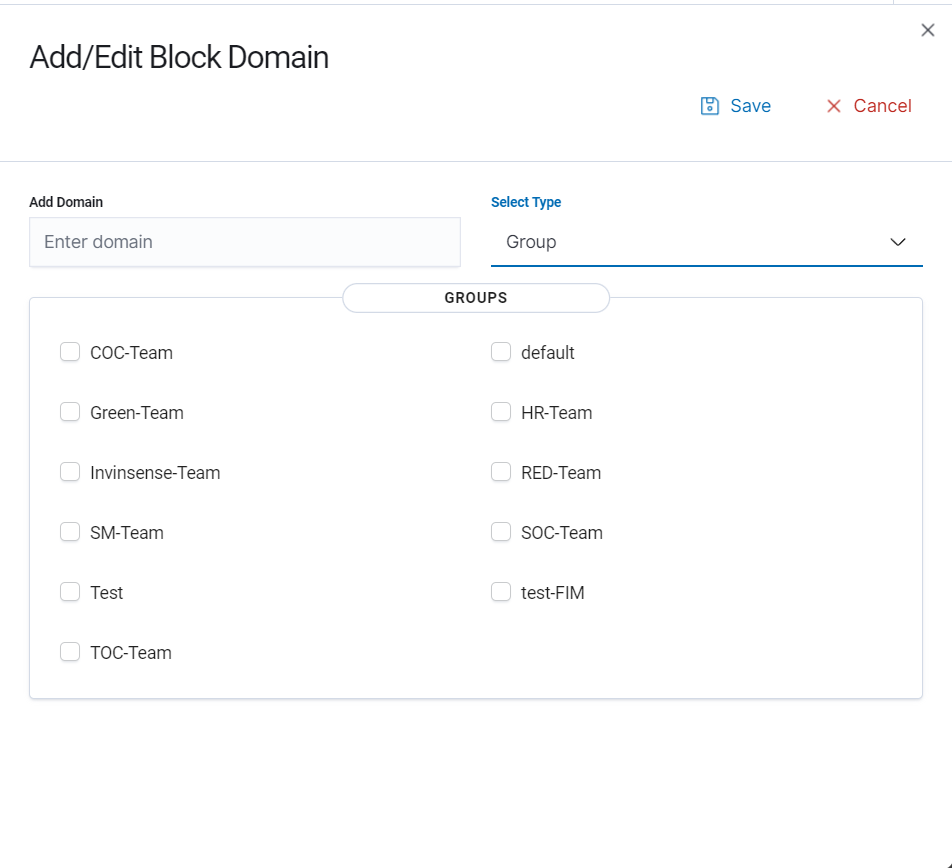 Add/Edit Block Domain
Save
Cancel
Add Domain
Select Type
Enter domain
Group
GROUPS
COC-Team
default
Green-Team
HR-Team
Invinsense-Team
RED-Team
SM-Team
SOC-Team
Test
test-FIM
TOC-Team